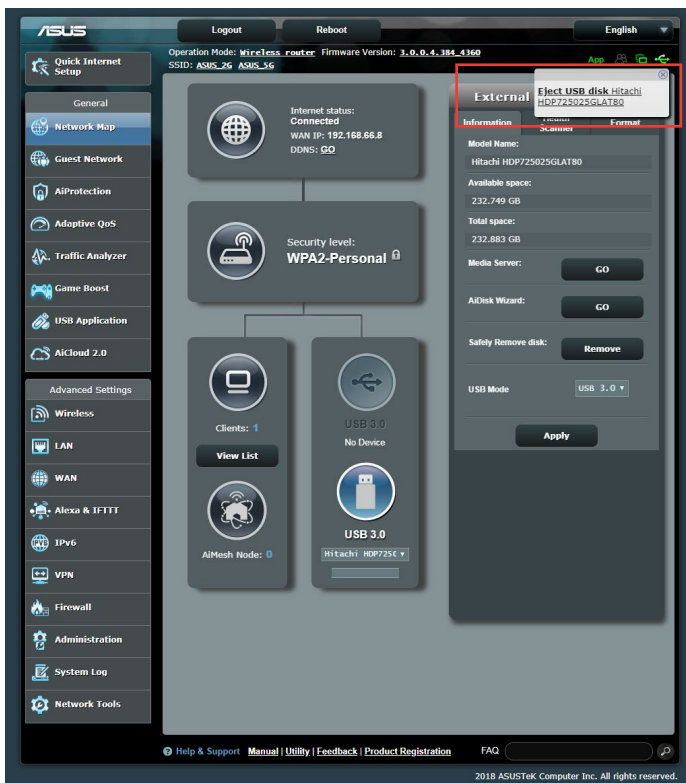 ASUS
Logout
Reboot
English
Quick Internet
Setup
Operation Mode: Wireless router Firmware Version: 3.0.0.4.384_4360
SSID: ASUS_2G ASUS_5G
App
General
Network Map
Guest Network
AiProtection
Adaptive QoS
Traffic Analyzer
Game Boost
USB Application
AiCloud 2.0
Advanced Settings
Wireless
LAN
WAN
Alexa & IFTTT
IPv6
VPN
Firewall
Administration
System Log
Network Tools
Internet status:
Connected
WAN IP: 192.168.66.8
DDNS: GO
Security level:
WPA2-Personal
Clients: 1
View List
AiMesh Node: 0
USB 3.0
No Device
USB 3.0
Hitachi HDP725C
External
Eject USB disk Hitachi
HDP725025GLAT80
Information
Health
Scanner
Format
Model Name:
Hitachi HDP725025GLAT80
Available space:
232.749 GB
Total space:
232.883 GB
Media Server:
GO
AiDisk Wizard:
GO
Safely Remove disk:
Remove
USB Mode
USB 3.0
Apply
Help & Support Manual | Utility | Feedback | Product Registration
FAQ
2018 ASUSTeK Computer Inc. All rights reserved.